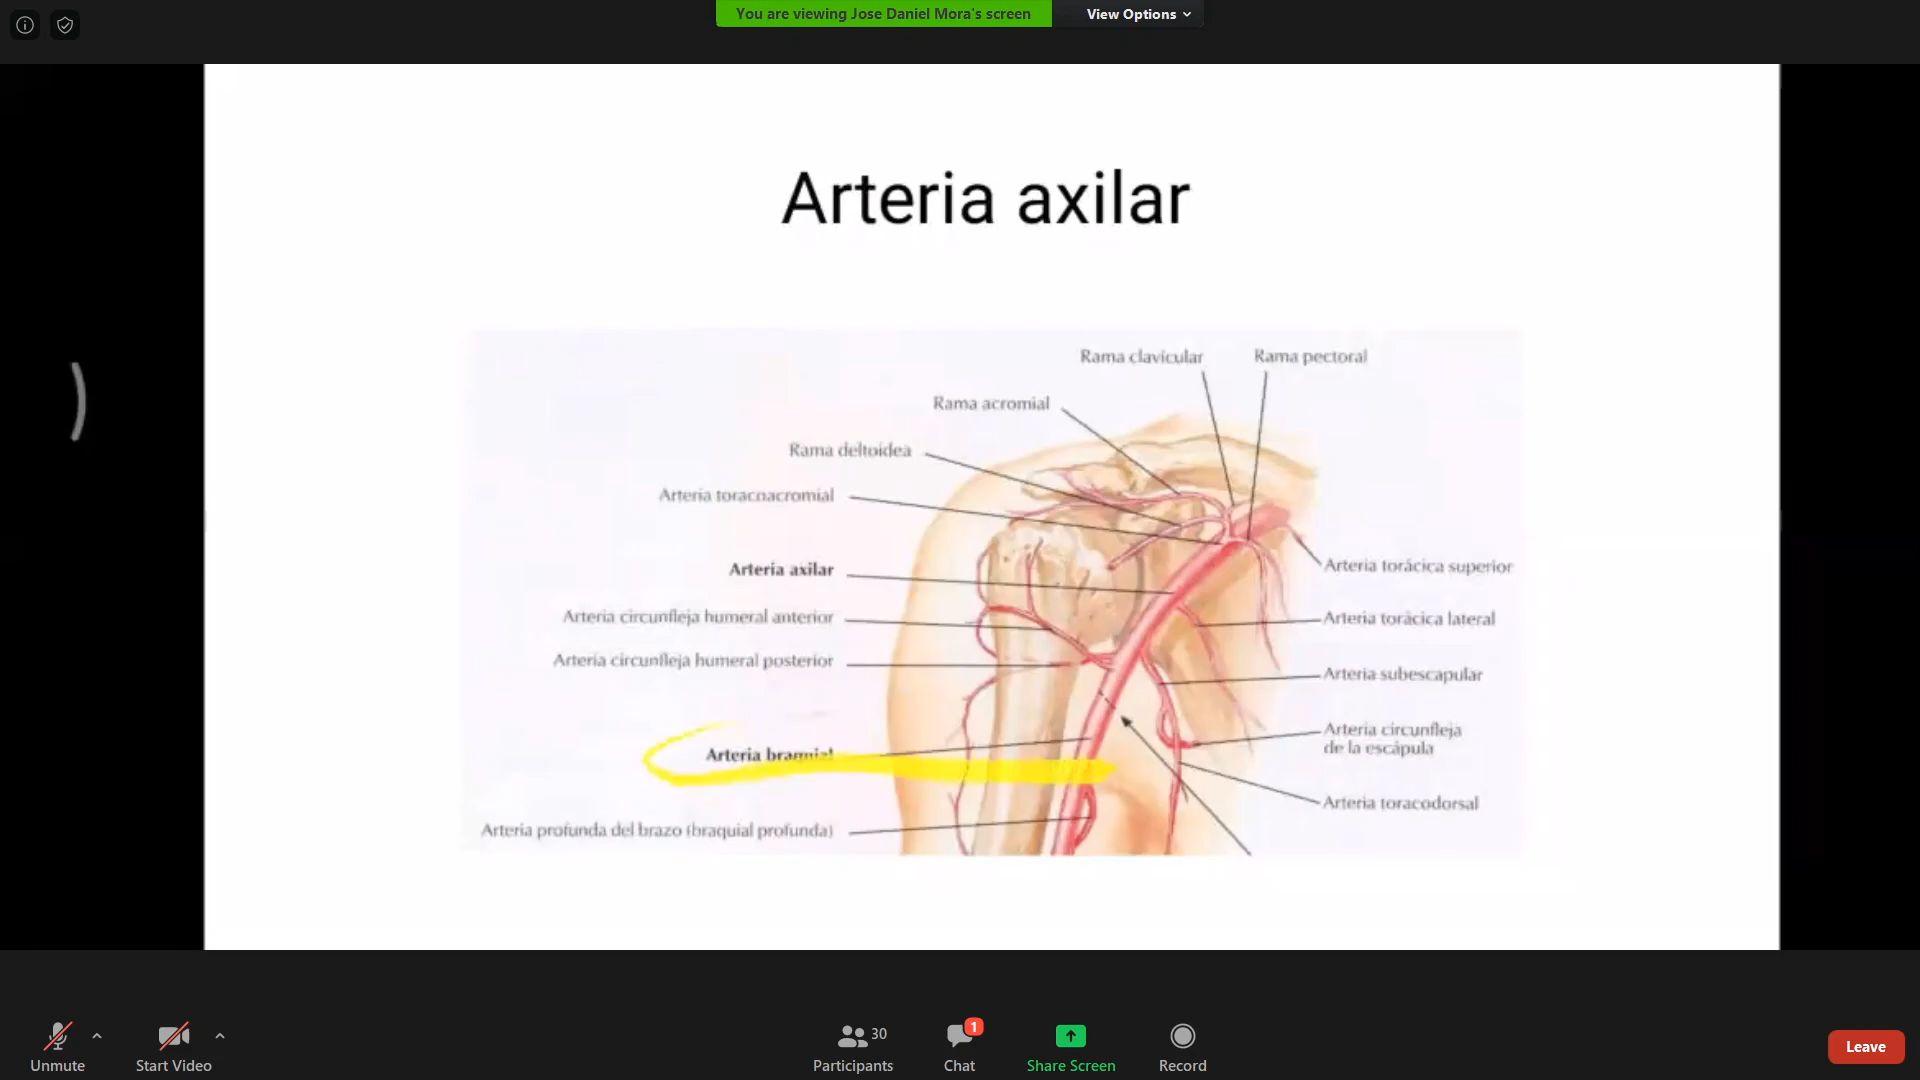 You are viewing Jose Daniel Mora's screen
View Options
Arteria axilar
Rama clavicular
Rama pectoral
Rama acromial
Rama deltoidea
Arteria toracoacromial
Arteria axilar
Arteria torácica superior
Arteria circunfleja humeral anterior
Arteria torácica lateral
Arteria circunfleja humeral posterior
Arteria subescapular
Arteria circunfleja
de la escápula
Arteria braquial
Arteria toracodorsal
Arteria profunda del brazo (braquial profunda)
Unmute
Start Video
30
Participants
1
Chat
Share Screen
Record
Leave